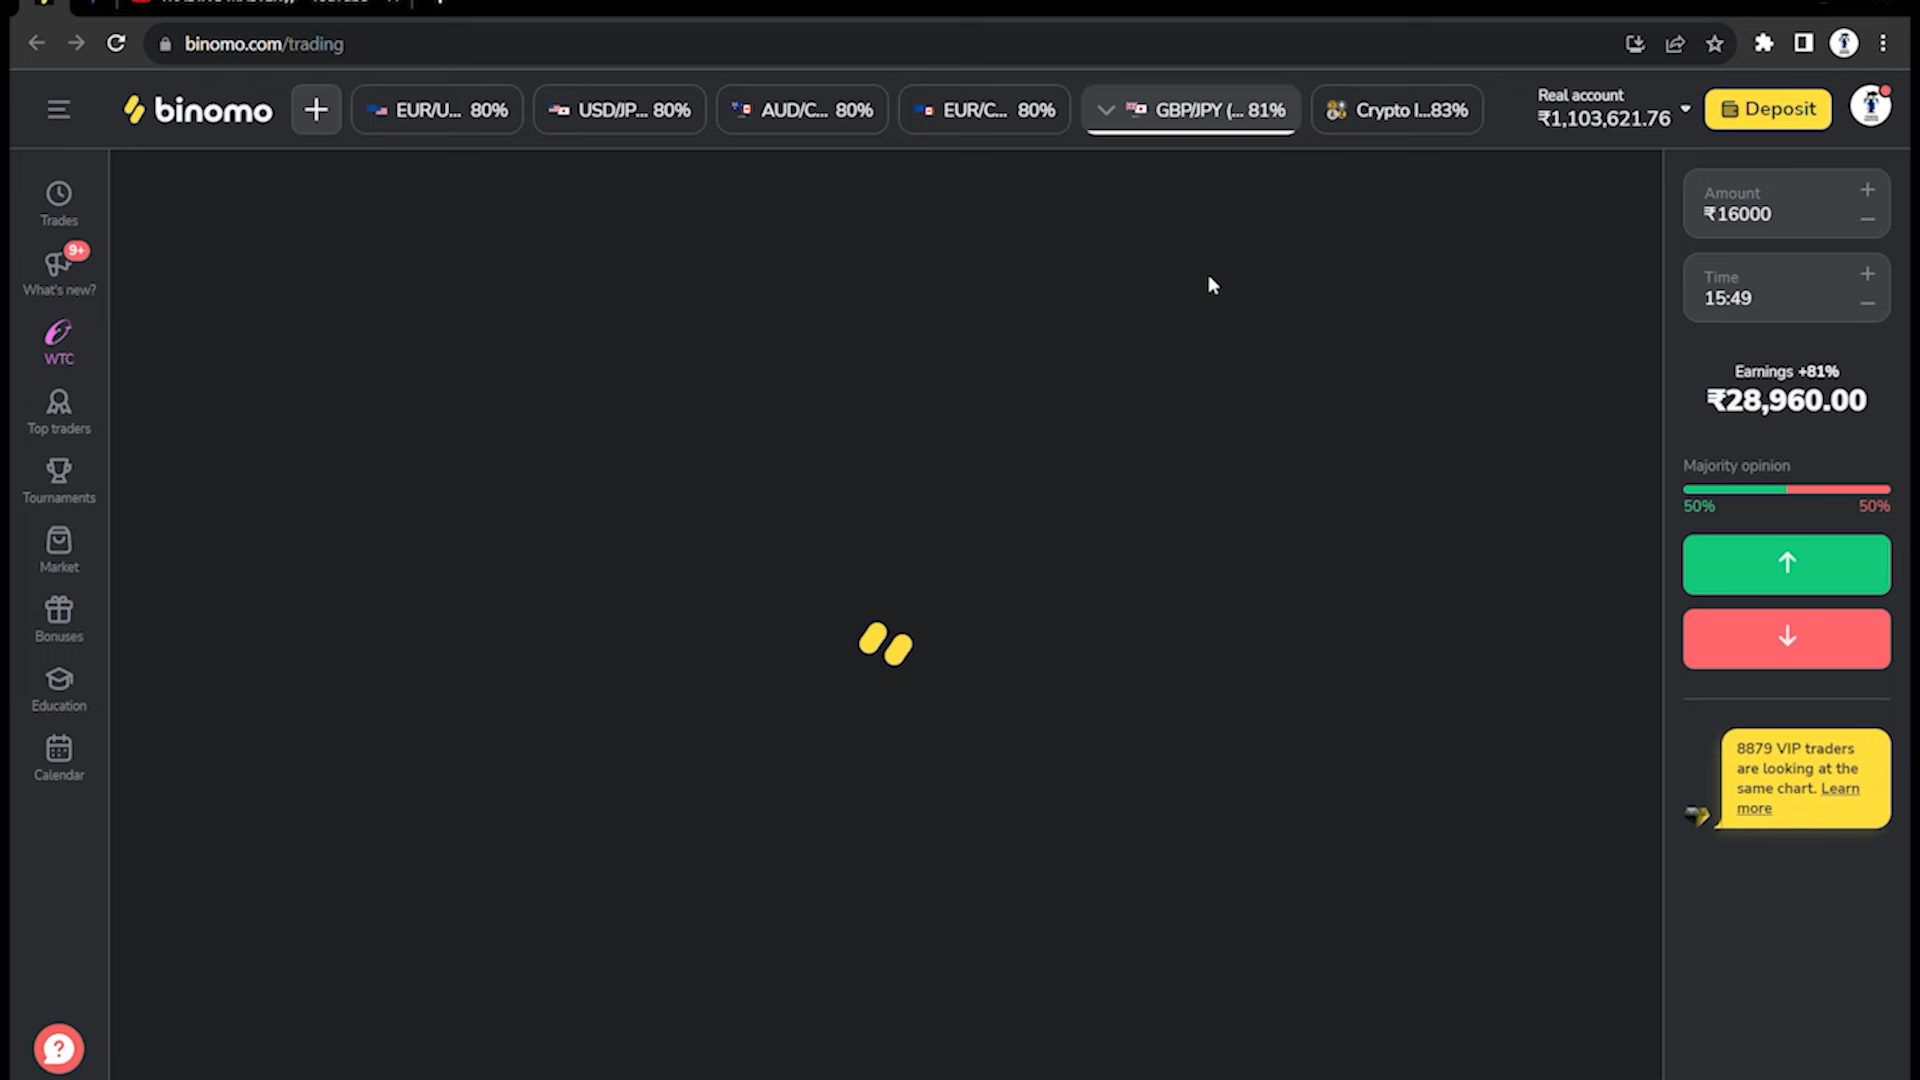 binomo.com/trading
binomo
EUR/U... 80%
USD/JP... 80%
AUD/C... 80%
EUR/C... 80%
GBP/JPY (... 81%
Crypto I...83%
Real account
₹1,103,621.76
Deposit
Trades
9+
What's new?
WTC
Top traders
Tournaments
Market
Bonuses
Education
Calendar
?
Amount
₹16000
Time
15:49
Earnings +81%
₹28,960.00
Majority opinion
50%
50%
8879 VIP traders
are looking at the
same chart. Learn
more